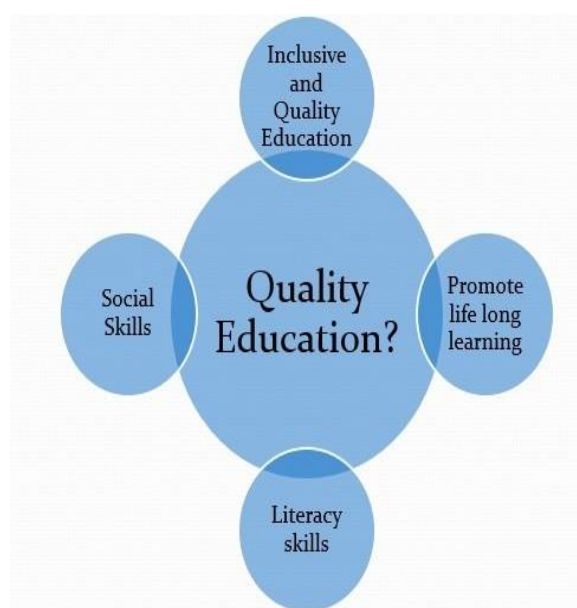 Inclusive
and
Quality
Education
Social
Skills
Quality
Education?
Promote
life long
learning
Literacy
skills